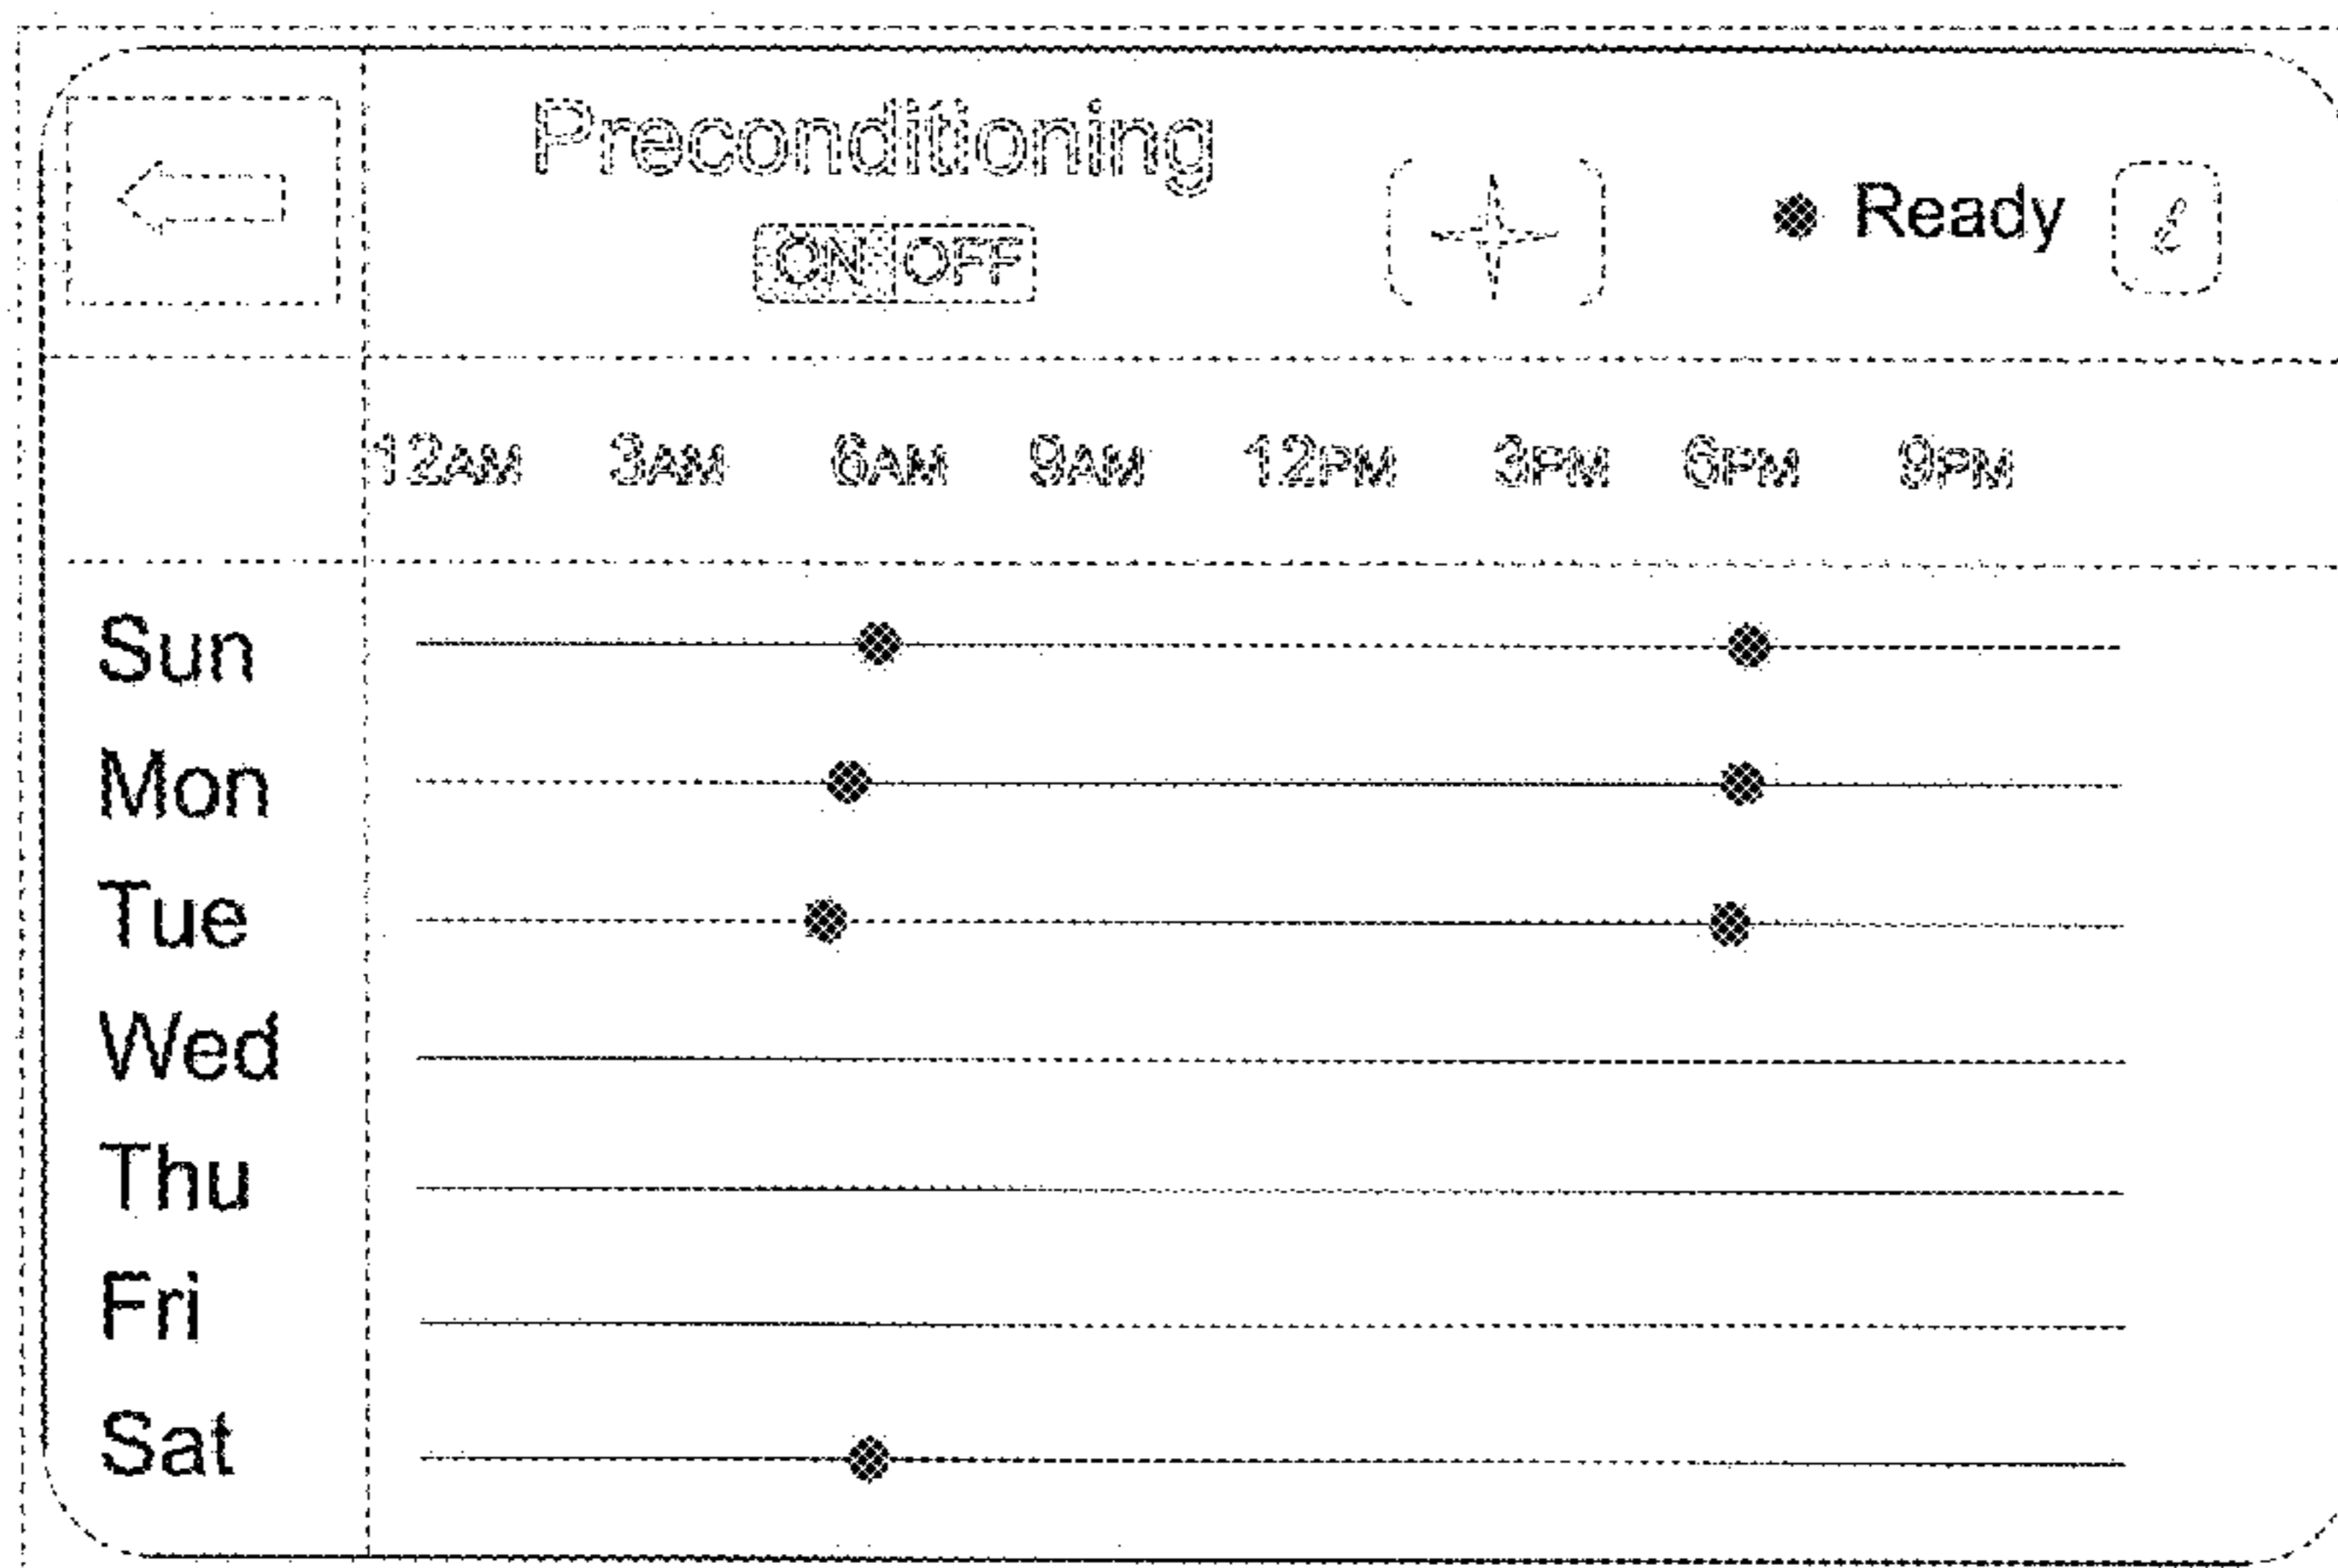 Preconditioning
ON OFF
Ready
12AM 3AM 6AM 9AM 12PM 3PM 6PM 9PM
Sun
Mon
Tue
Wed
Thu
Fri
Sat